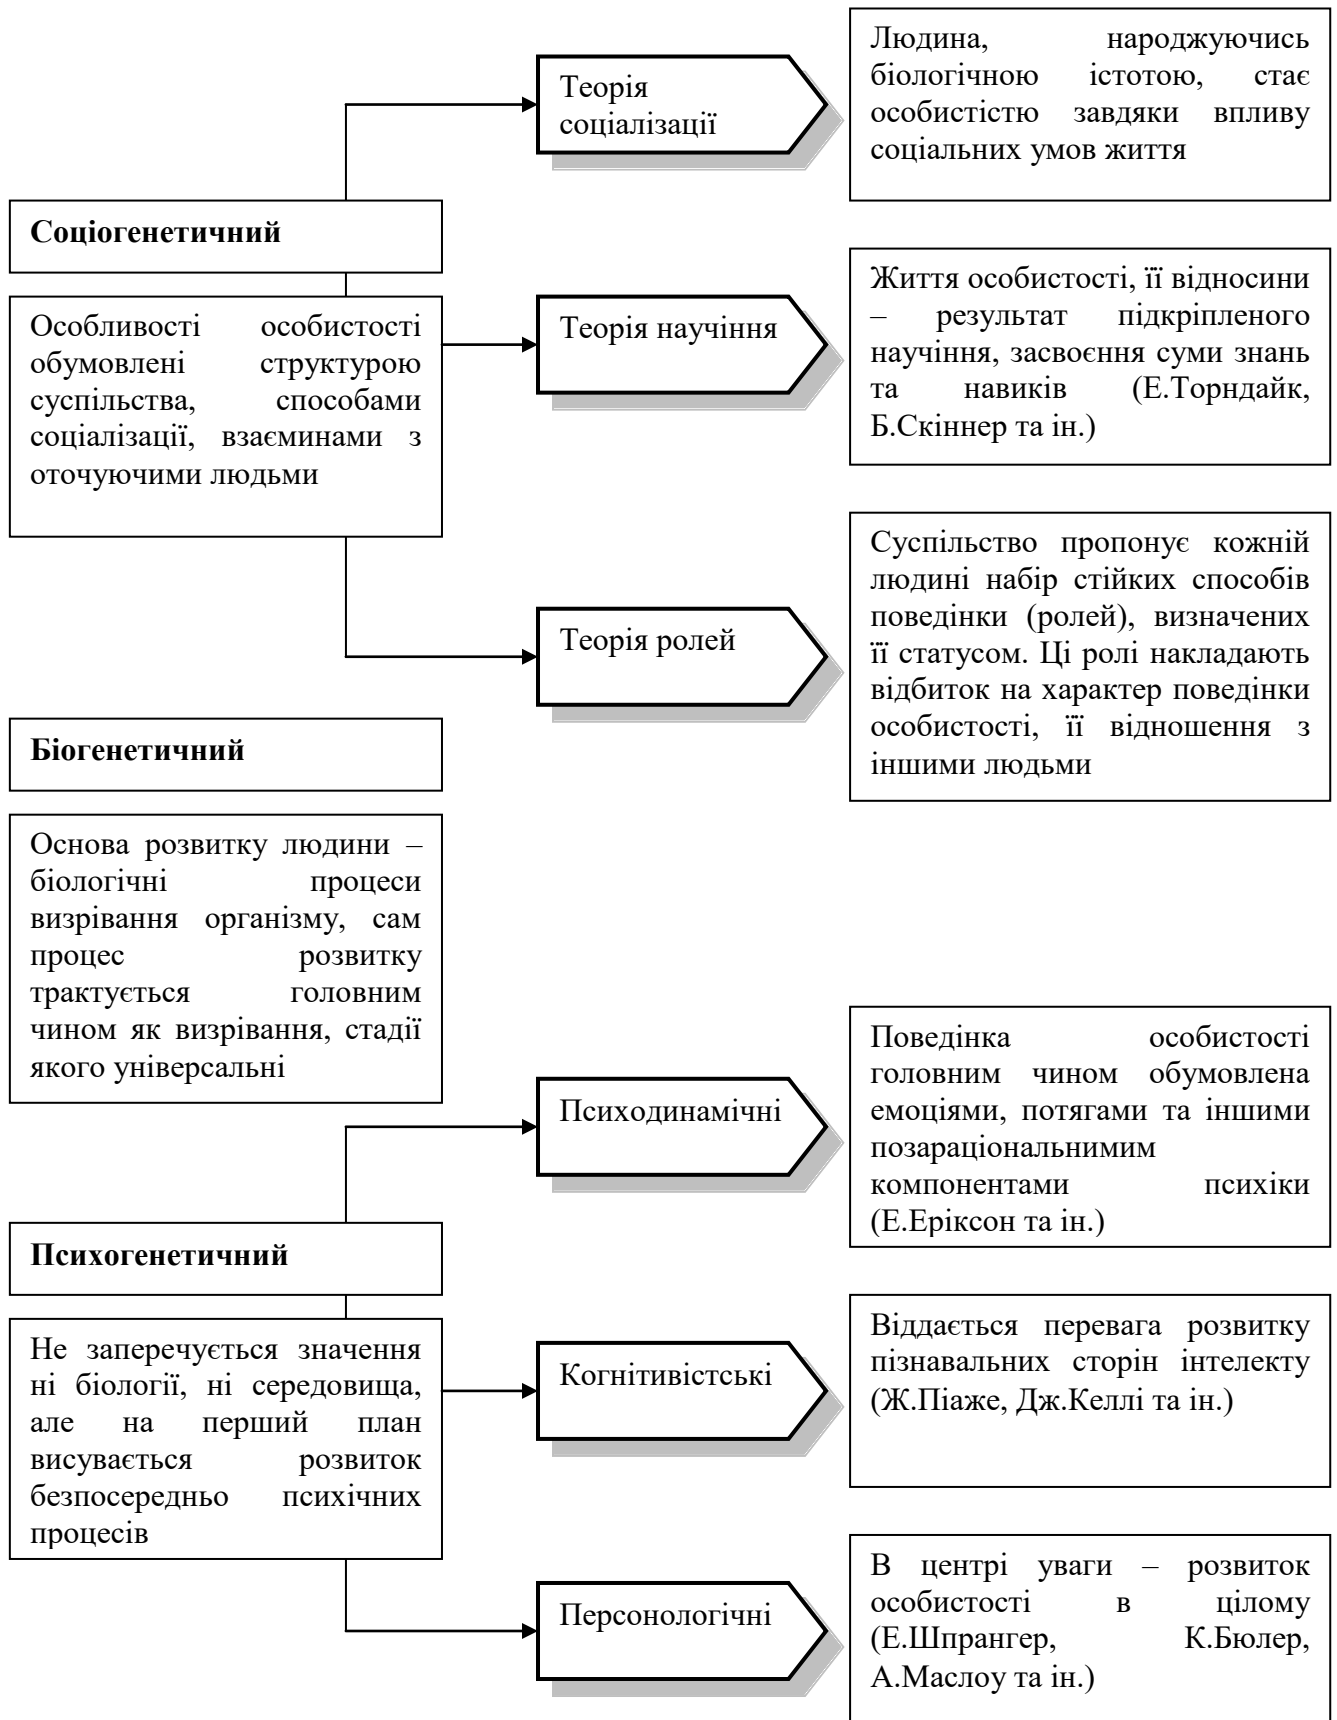 Теорія
соціалізації
Людина, народжуючись
біологічною істотою, стає
особистістю завдяки впливу
соціальних умов життя
Соціогенетичний
Особливості особистості
обумовлені структурою
суспільства, способами
соціалізації, взаєминами з
оточуючими людьми
Теорія научіння
Життя особистості, її відносини
– результат підкріпленого
научіння, засвоєння суми знань
та навиків (Е.Торндайк,
Б.Скіннер та ін.)
Теорія ролей
Суспільство пропонує кожній
людині набір стійких способів
поведінки (ролей), визначених
її статусом. Ці ролі накладають
відбиток на характер поведінки
особистості, її відношення з
іншими людьми
Біогенетичний
Основа розвитку людини –
біологічні процеси
визрівання організму, сам
процес розвитку
трактується головним
чином як визрівання, стадії
якого універсальні
Психодинамічні
Поведінка особистості
головним чином обумовлена
емоціями, потягами та іншими
позараціональнимим
компонентами психіки
(Е.Еріксон та ін.)
Психогенетичний
Не заперечується значення
ні біології, ні середовища,
але на перший план
висувається розвиток
безпосередньо психічних
процесів
Когнітивістські
Віддається перевага розвитку
пізнавальних сторін інтелекту
(Ж.Піаже, Дж.Келлі та ін.)
Персонологічні
В центрі уваги – розвиток
особистості в цілому
(Е.Шпрангер, К.Бюлер,
А.Маслоу та ін.)